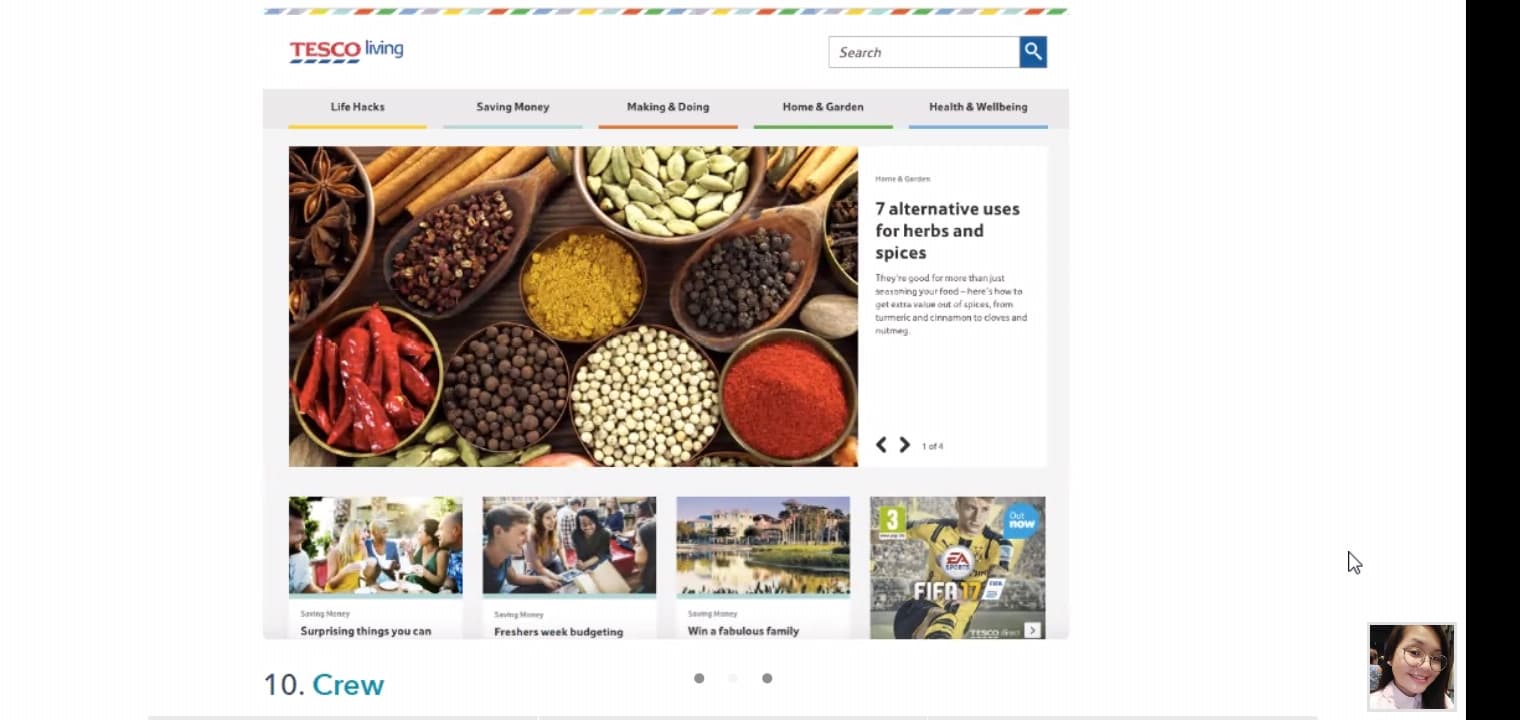 TESCO living
Search
Life Hacks
Saving Money
Making & Doing
Home & Garden
Health & Wellbeing
Home & Garden
7 alternative uses
for herbs and
spices
They're good for more than just
seasoning your food – here's how to
get extra value out of spices, from
turmeric and cinnamon to cloves and
nutmeg.
1 of 4
3
Out
now
EA
SPORTS
FIFA 17
FIFA
TESCO direct
Saving Money
Surprising things you can
Saving Money
Freshers week budgeting
Saving Money
Win a fabulous family
10. Crew